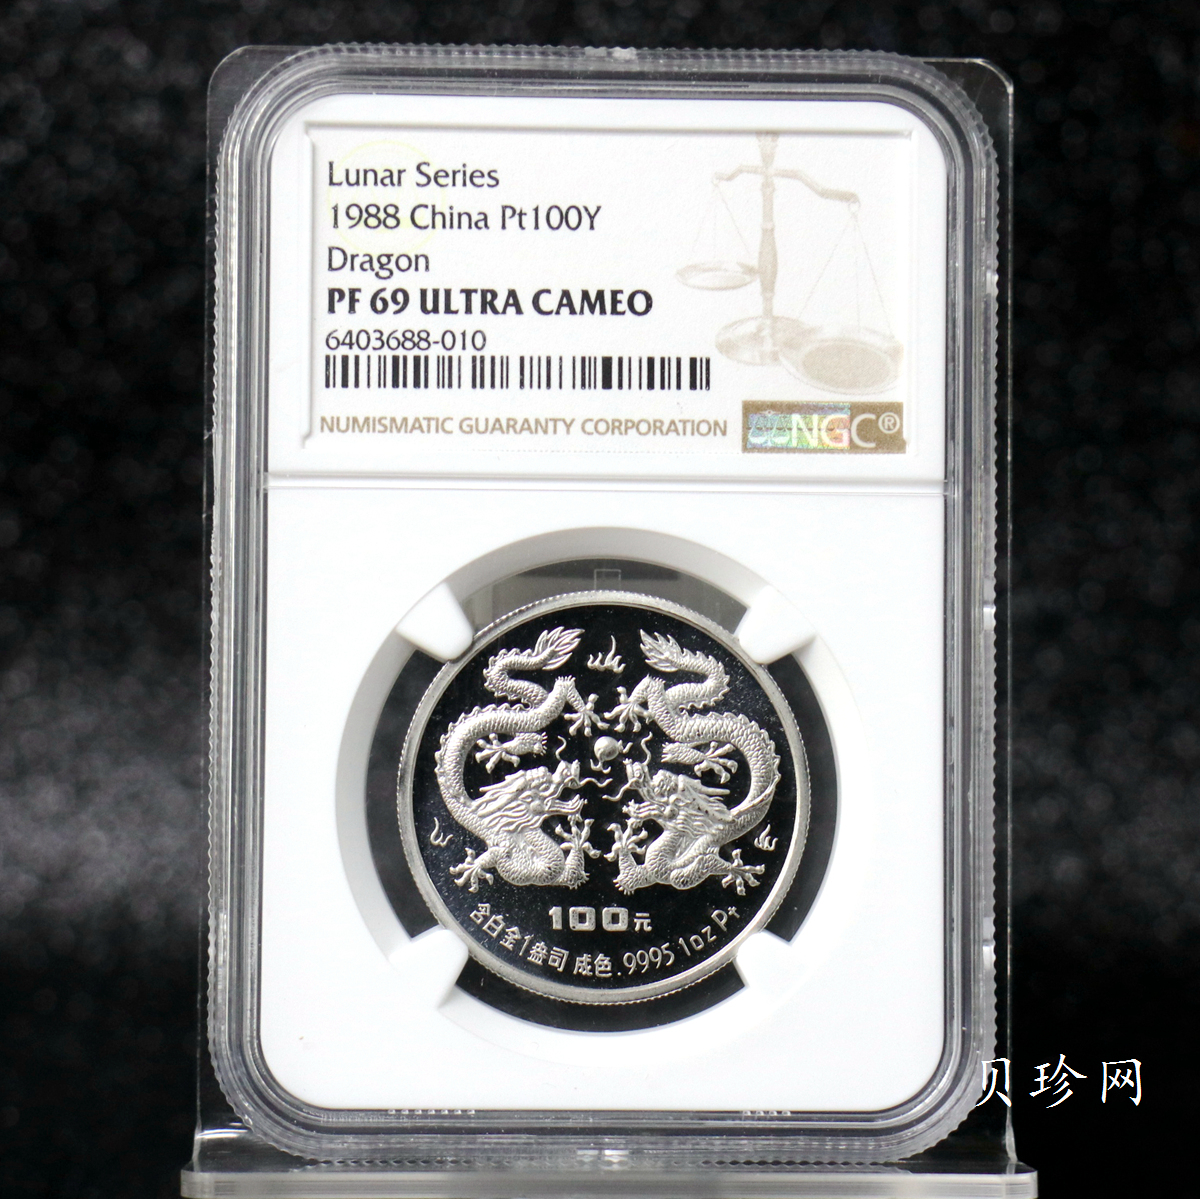 Lunar Series
1988 China Pt100Y
Dragon
PF 69 ULTRA CAMEO
6403688-010
NUMISMATIC GUARANTY CORPORATION
NGC®
100元
含白金1盎司 成色.9995 1oz Pt
贝珍网